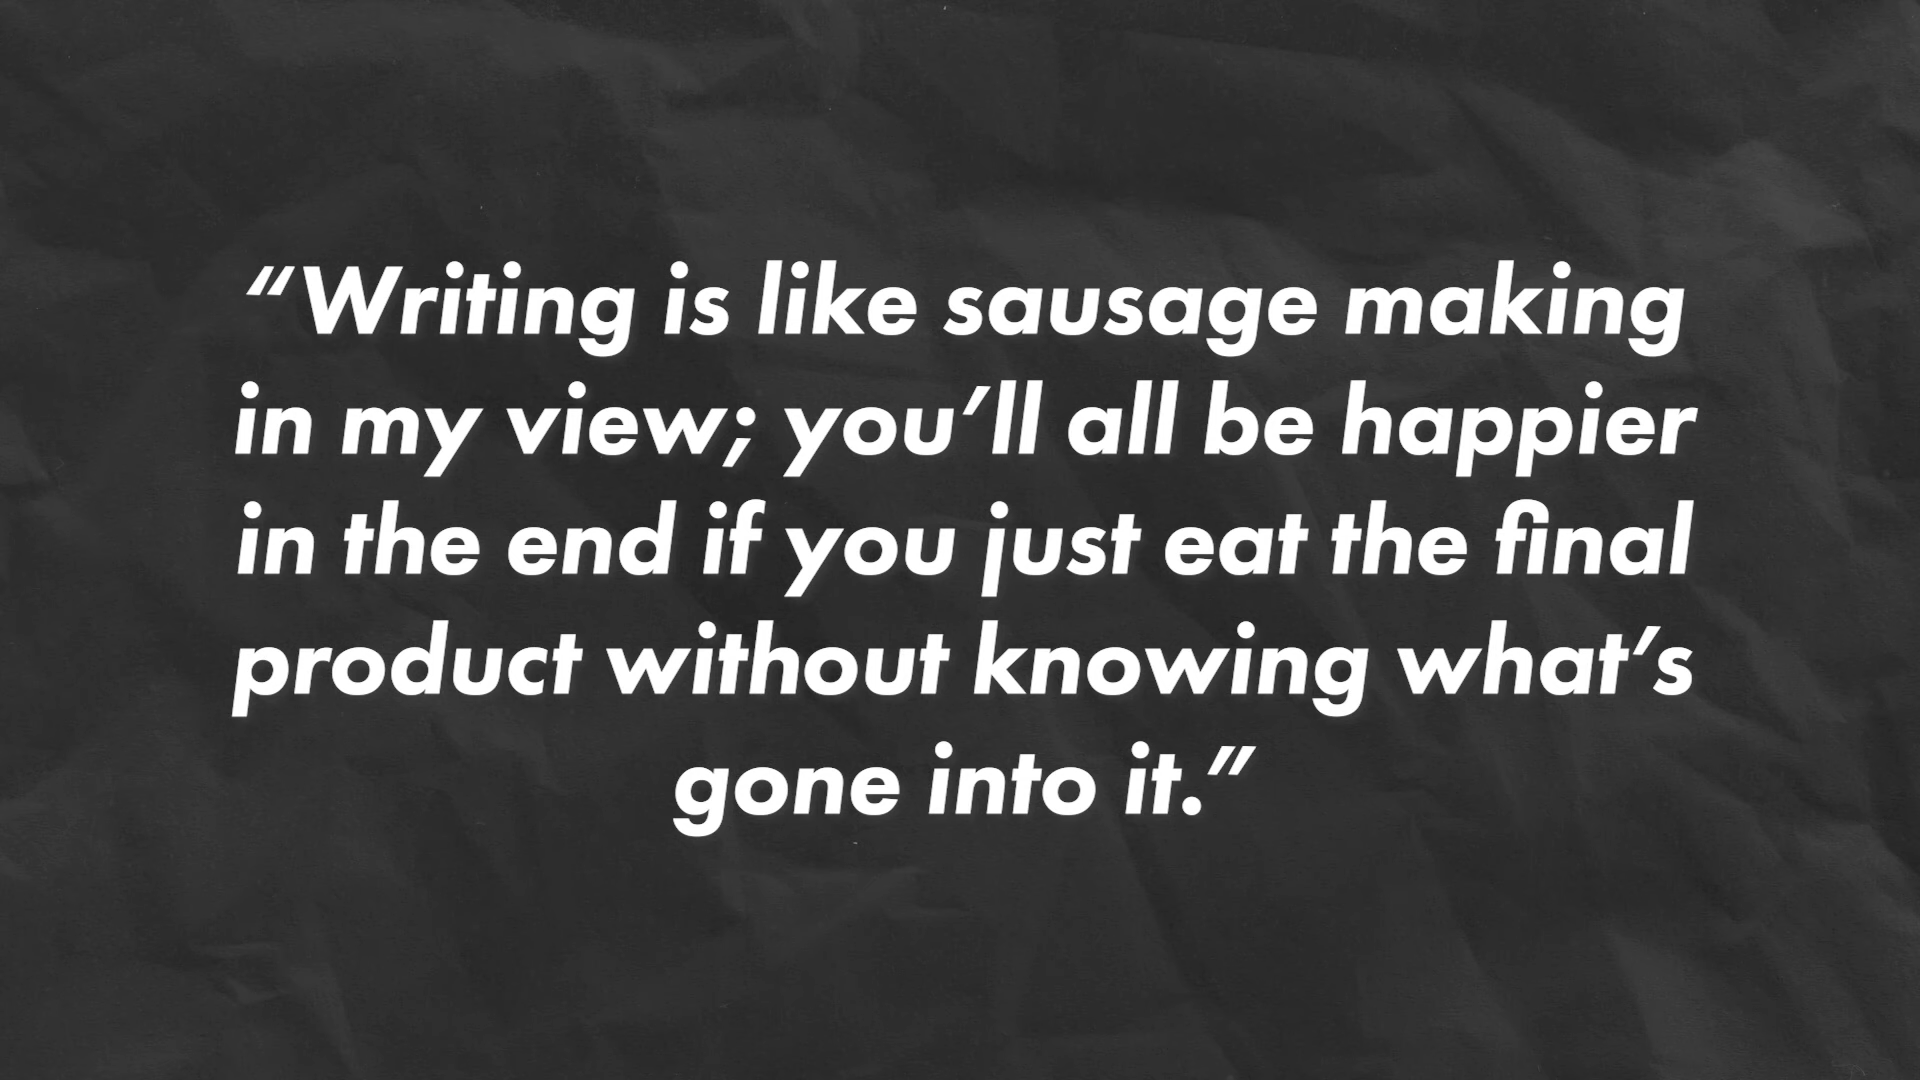 “Writing is like sausage making
in my view; you’ll all be happier
in the end if you just eat the final
product without knowing what’s
gone into it.”